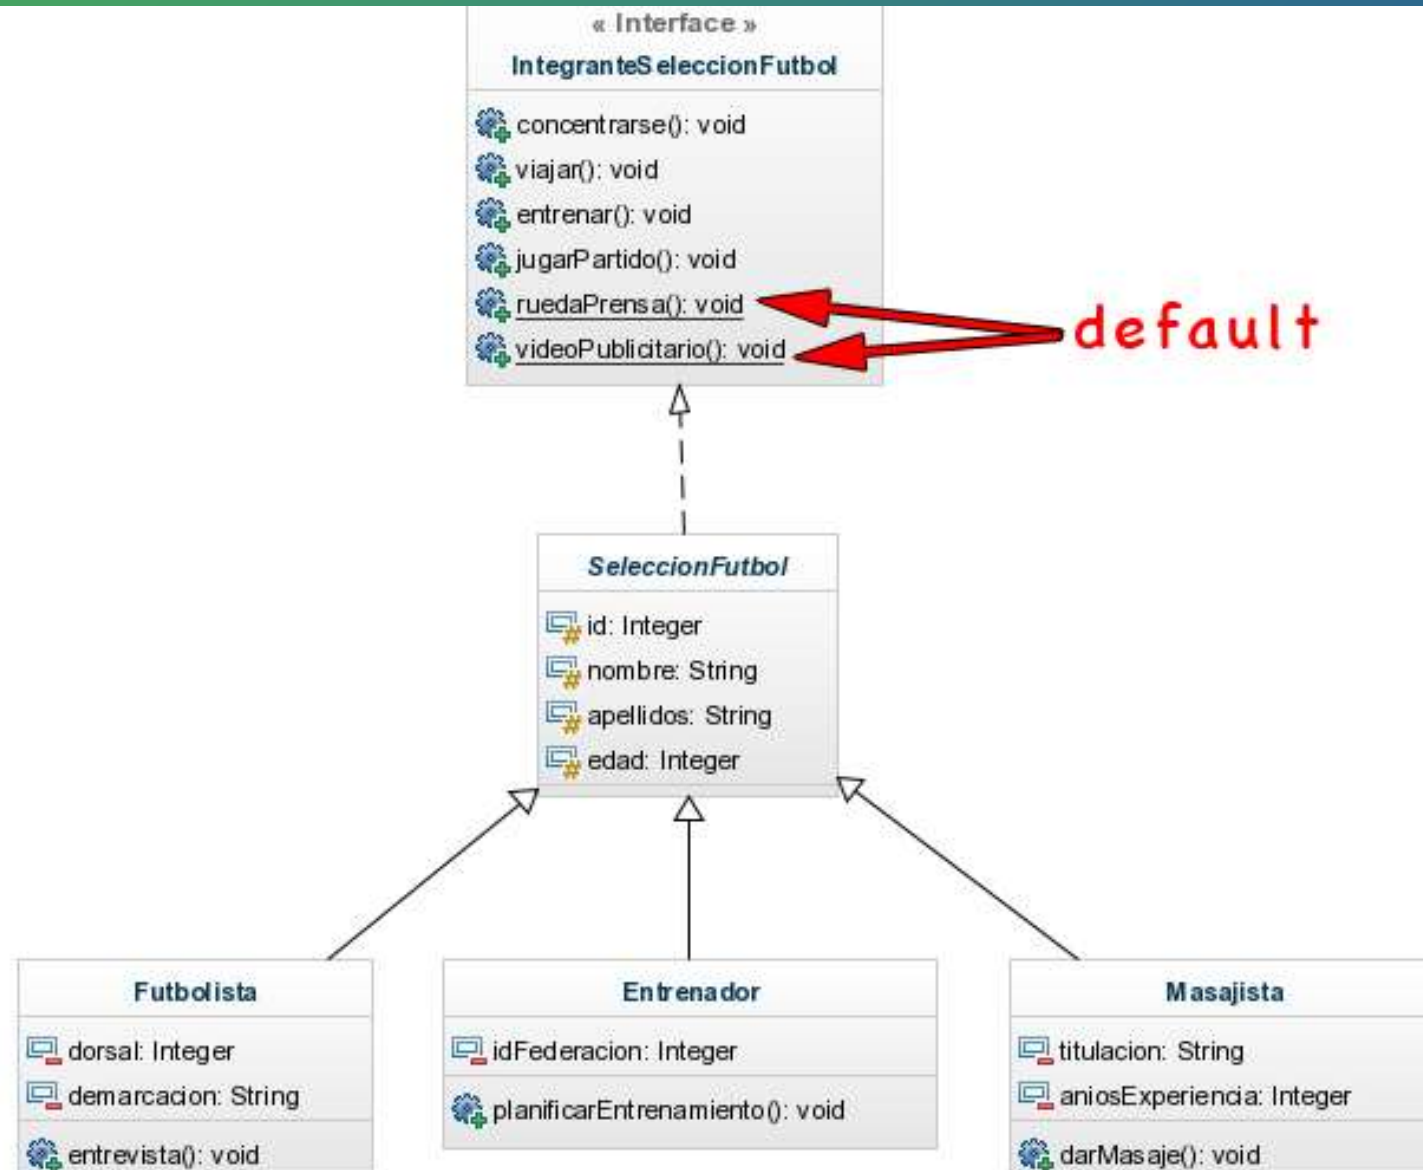 « Interface »
IntegranteSeleccionFutbol
concentrarse(): void
viajar(): void
entrenar(): void
jugarPartido(): void
ruedaPrensa(): void
videoPublicitario(): void
default
SeleccionFutbol
id: Integer
nombre: String
apellidos: String
edad: Integer
Futbolista
dorsal: Integer
demarcacion: String
entrevista(): void
Entrenador
idFederacion: Integer
planificarEntrenamiento(): void
Masajista
titulacion: String
aniosExperiencia: Integer
darMasaje(): void